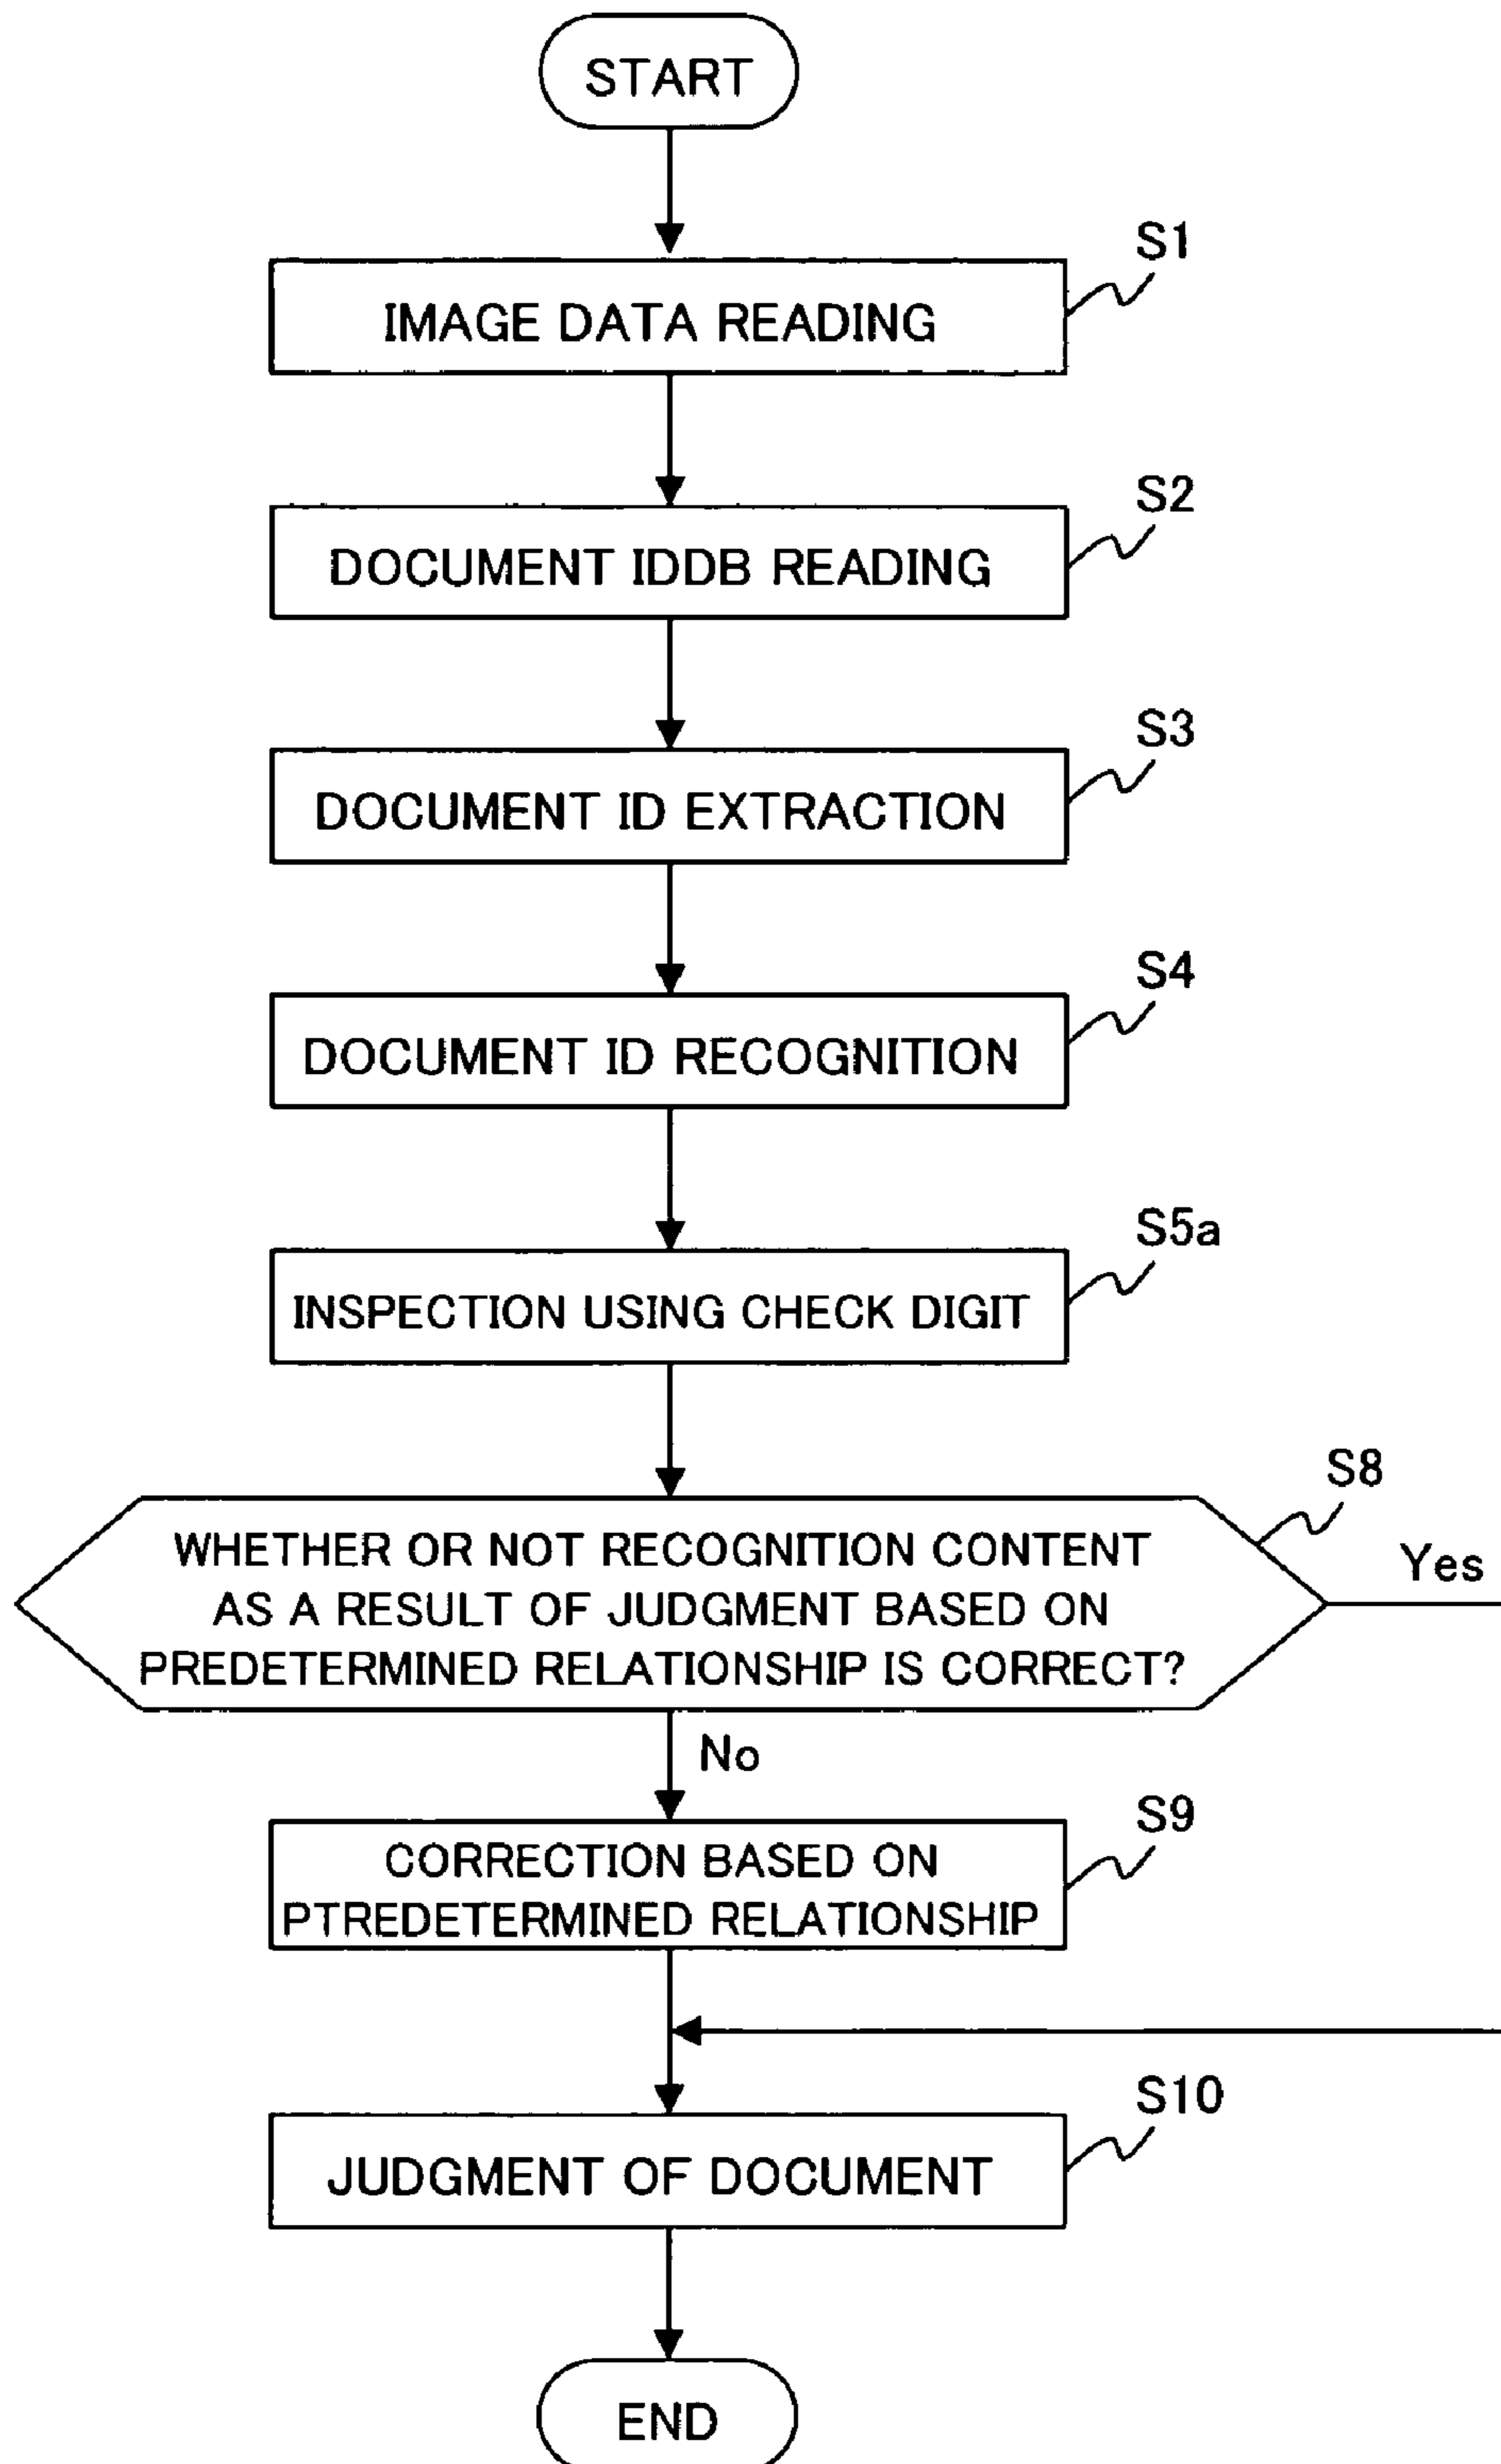 START
S1
IMAGE DATA READING
S2
DOCUMENT IDDB READING
S3
DOCUMENT ID EXTRACTION
S4
DOCUMENT ID RECOGNITION
S5a
INSPECTION USING CHECK DIGIT
S8
WHETHER OR NOT RECOGNITION CONTENT
AS A RESULT OF JUDGMENT BASED ON
PREDETERMINED RELATIONSHIP IS CORRECT?
Yes
No
S9
CORRECTION BASED ON
PTREDETERMINED RELATIONSHIP
S10
JUDGMENT OF DOCUMENT
END